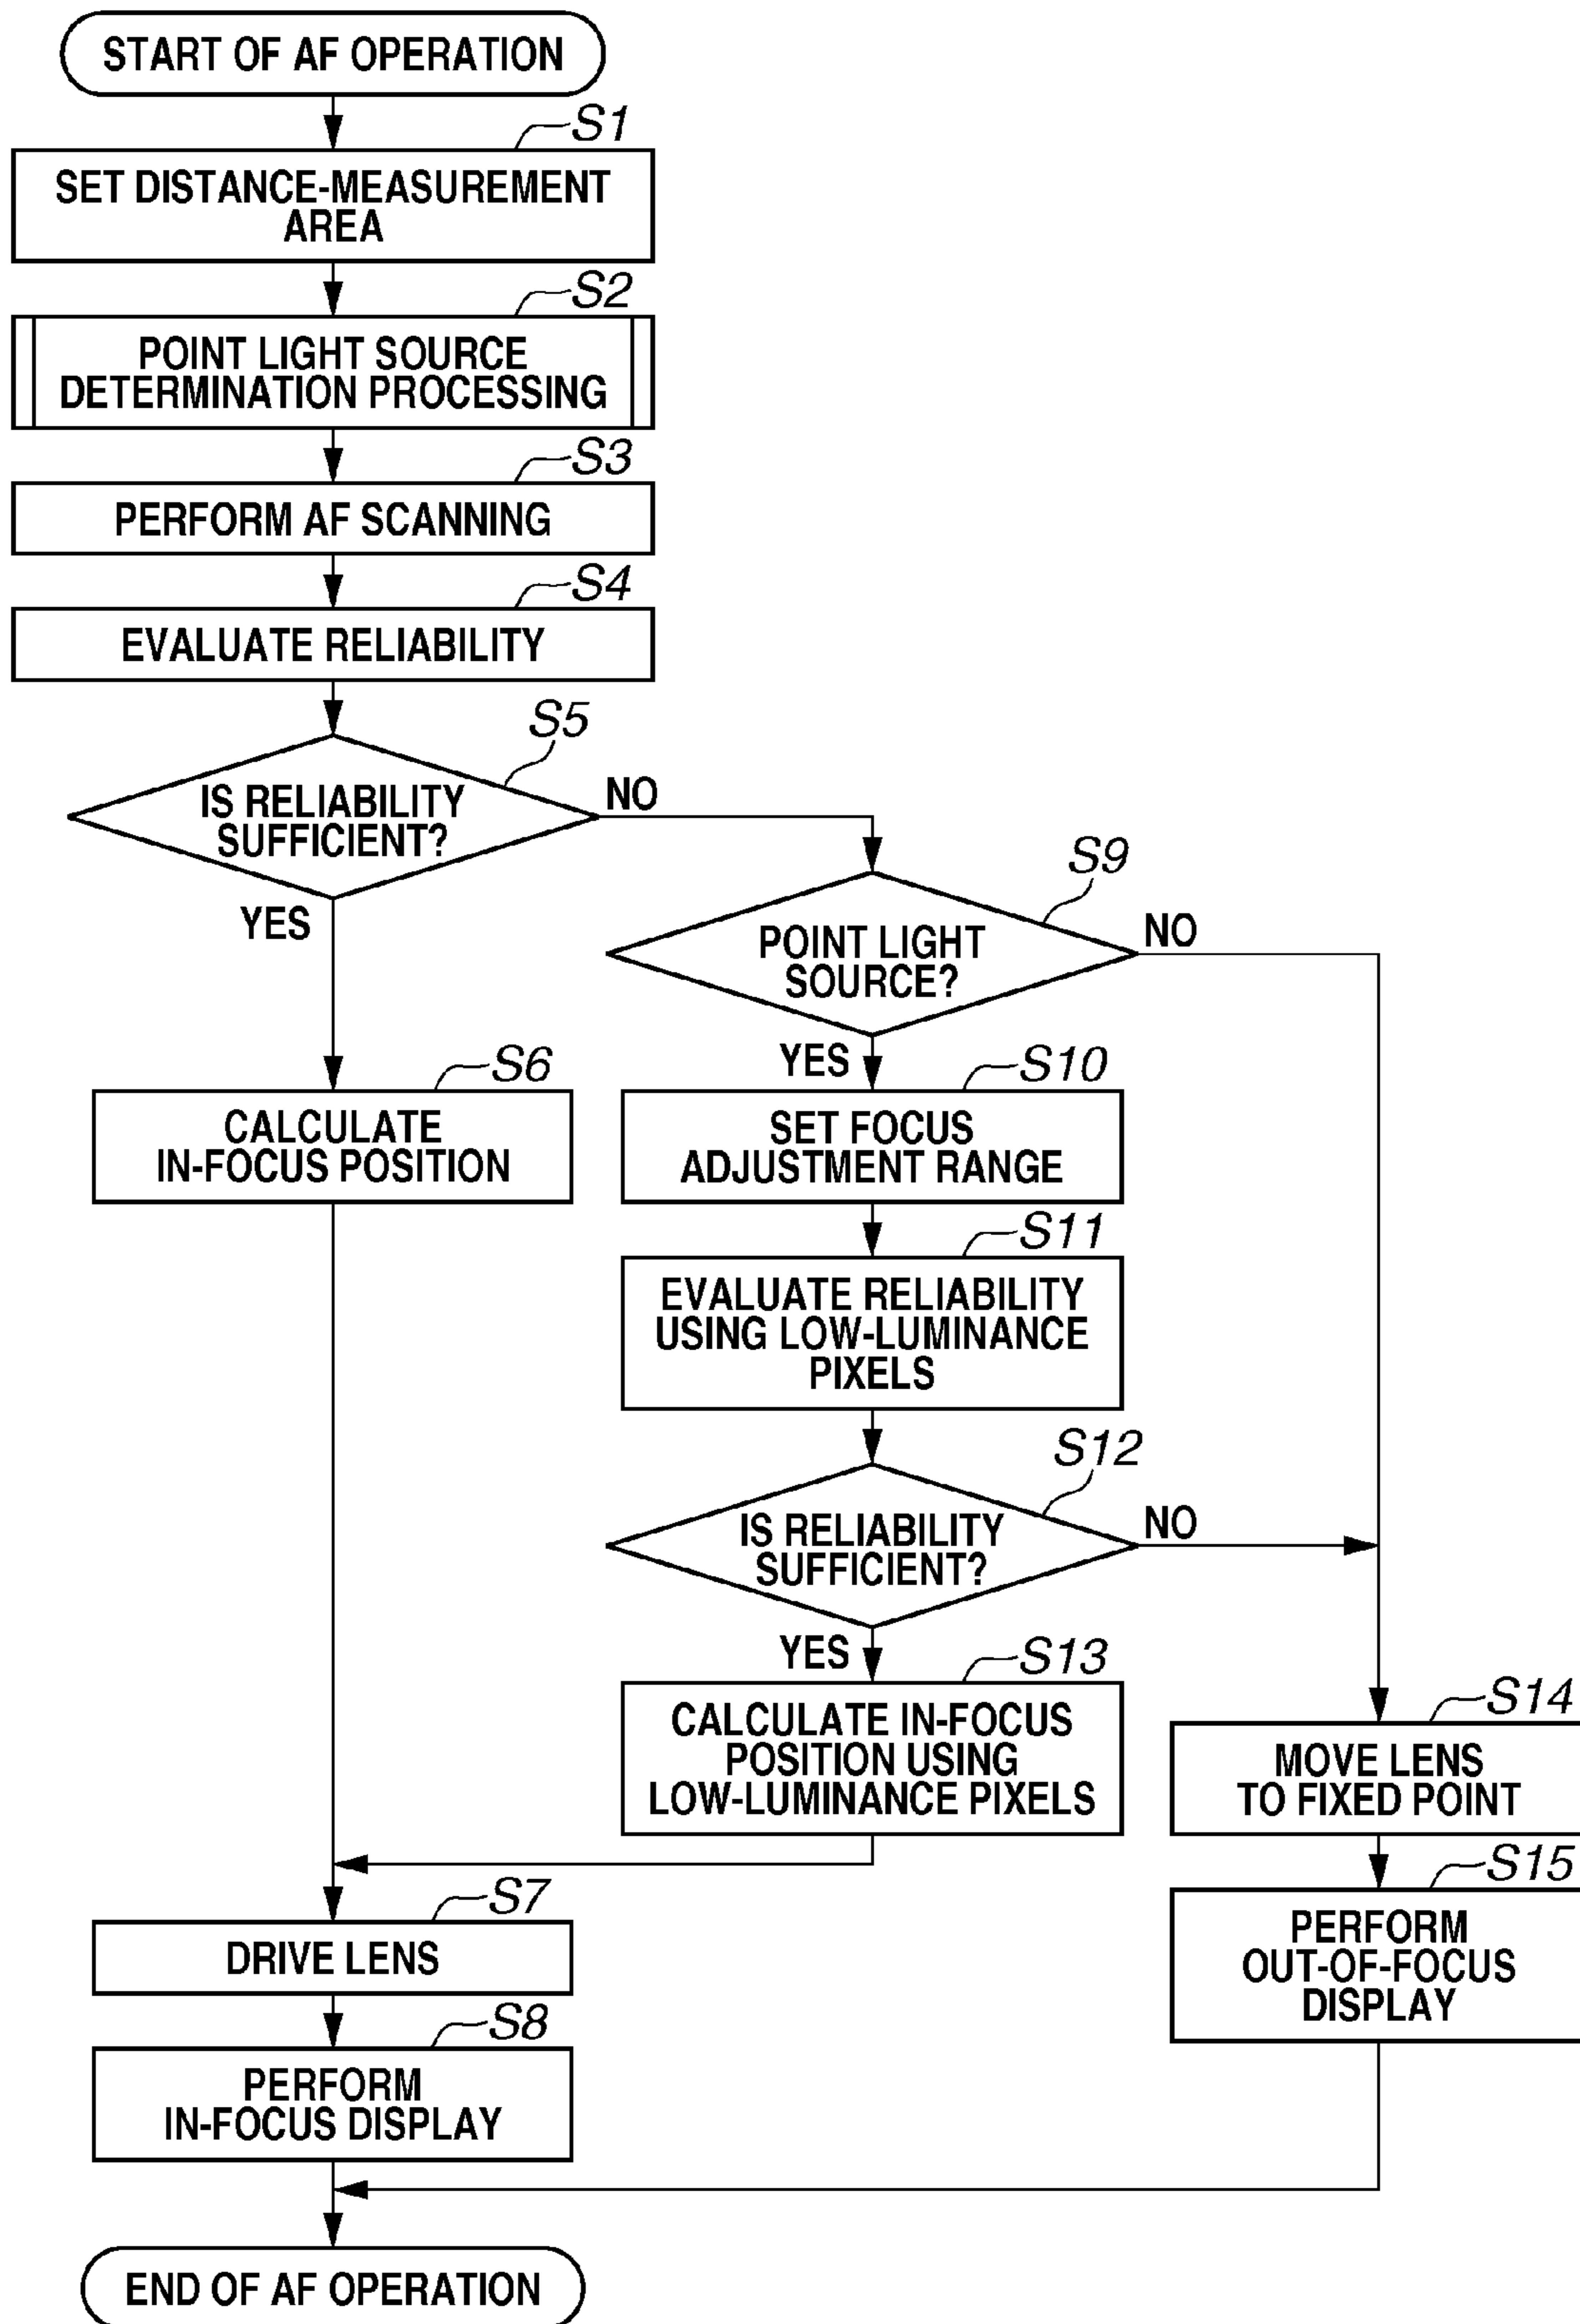 START OF AF OPERATION
S1
SET DISTANCE-MEASUREMENT
AREA
S2
POINT LIGHT SOURCE
DETERMINATION PROCESSING
S3
PERFORM AF SCANNING
S4
EVALUATE RELIABILITY
S5
IS RELIABILITY
SUFFICIENT?
NO
YES
S9
POINT LIGHT
SOURCE?
NO
YES
S6
CALCULATE
IN-FOCUS POSITION
S10
SET FOCUS
ADJUSTMENT RANGE
S11
EVALUATE RELIABILITY
USING LOW-LUMINANCE
PIXELS
S12
IS RELIABILITY
SUFFICIENT?
NO
YES
S13
CALCULATE IN-FOCUS
POSITION USING
LOW-LUMINANCE PIXELS
S14
MOVE LENS
TO FIXED POINT
S7
DRIVE LENS
S15
PERFORM
OUT-OF-FOCUS
DISPLAY
S8
PERFORM
IN-FOCUS DISPLAY
END OF AF OPERATION